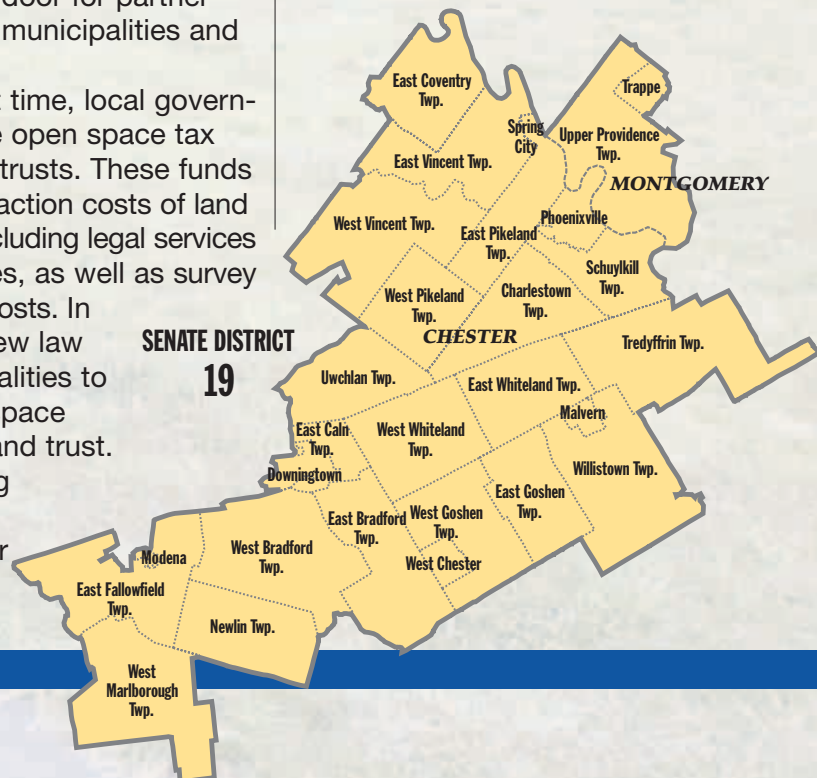 door for partner-
municipalities and
time, local govern-
open space tax
trusts. These funds
action costs of land
cluding legal services
es, as well as survey
osts. In
ew law
alities to
pace
and trust.
g
r
SENATE DISTRICT
19
East Coventry
Twp.
Trappe
Spring
City
Upper Providence
Twp.
East Vincent Twp.
MONTGOMERY
West Vincent Twp.
Phoenixville
East Pikeland
Twp.
Schuylkill
Twp.
West Pikeland
Twp.
Charlestown
Twp.
CHESTER
Tredyffrin Twp.
Uwchlan Twp.
East Whiteland Twp.
Malvern
East Caln
Twp.
West Whiteland
Twp.
Downingtown
Willistown Twp.
East Goshen
Twp.
East Bradford
Twp.
West Goshen
Twp.
Modena
West Bradford
Twp.
West Chester
East Fallowfield
Twp.
Newlin Twp.
West
Marlborough
Twp.